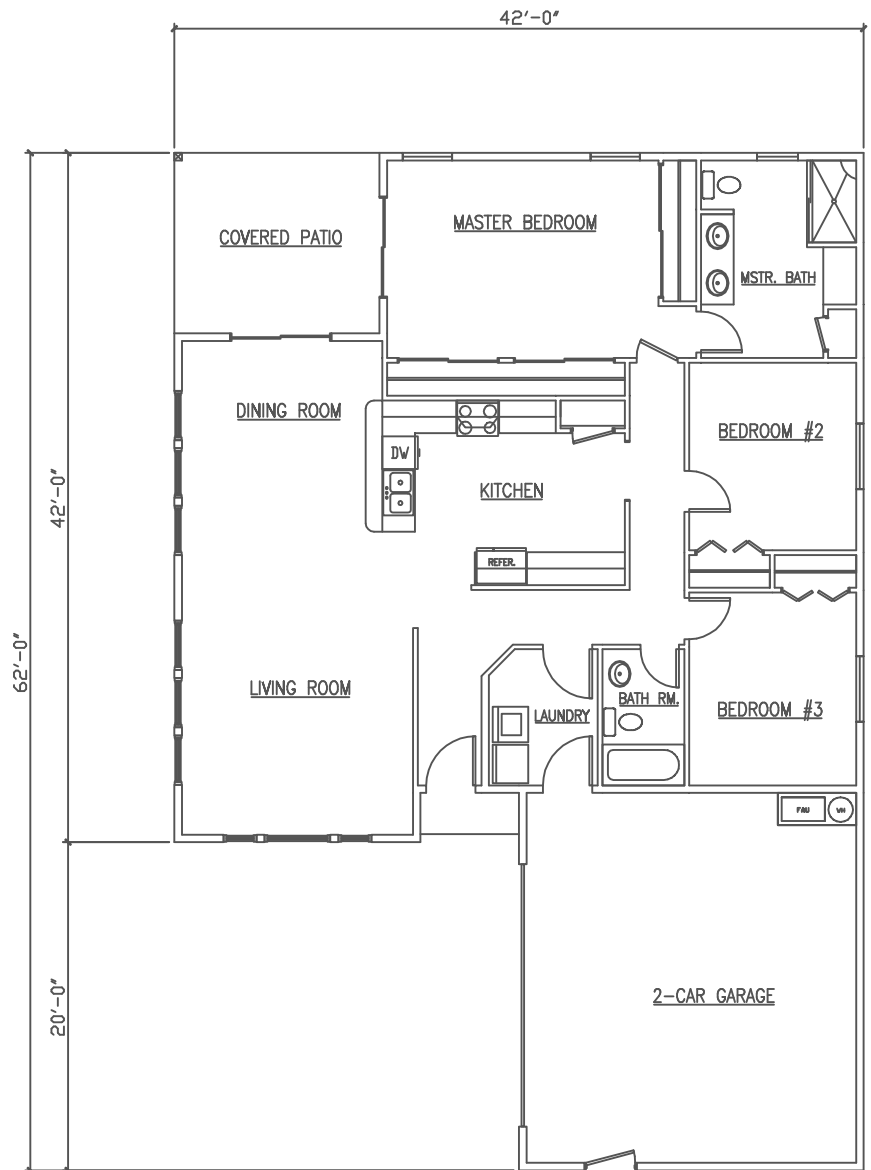 42'-0"
COVERED PATIO
MASTER BEDROOM
MSTR. BATH
DINING ROOM
BEDROOM #2
DW
KITCHEN
42'-0"
REFER.
62'-0"
LIVING ROOM
LAUNDRY
BATH RM.
BEDROOM #3
FAU
WH
2-CAR GARAGE
20'-0"